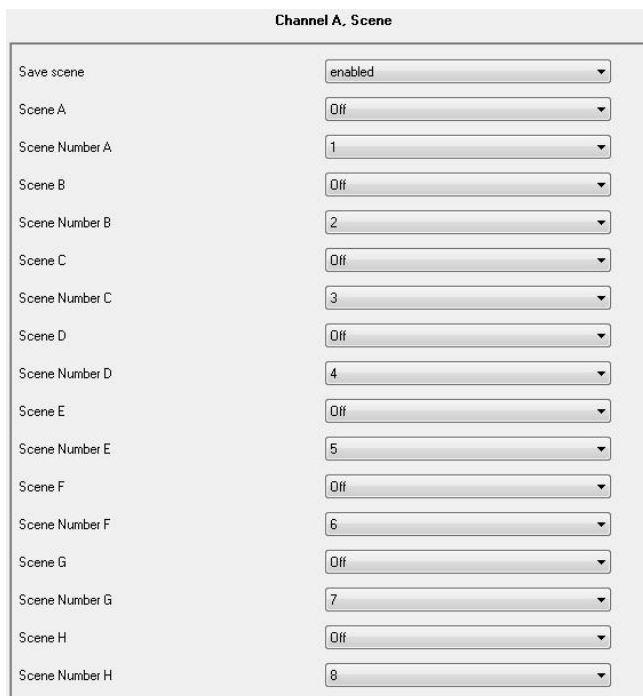 Channel A, Scene
Save scene enabled
Scene A Off
Scene Number A 1
Scene B Off
Scene Number B 2
Scene C Off
Scene Number C 3
Scene D Off
Scene Number D 4
Scene E Off
Scene Number E 5
Scene F Off
Scene Number F 6
Scene G Off
Scene Number G 7
Scene H Off
Scene Number H 8